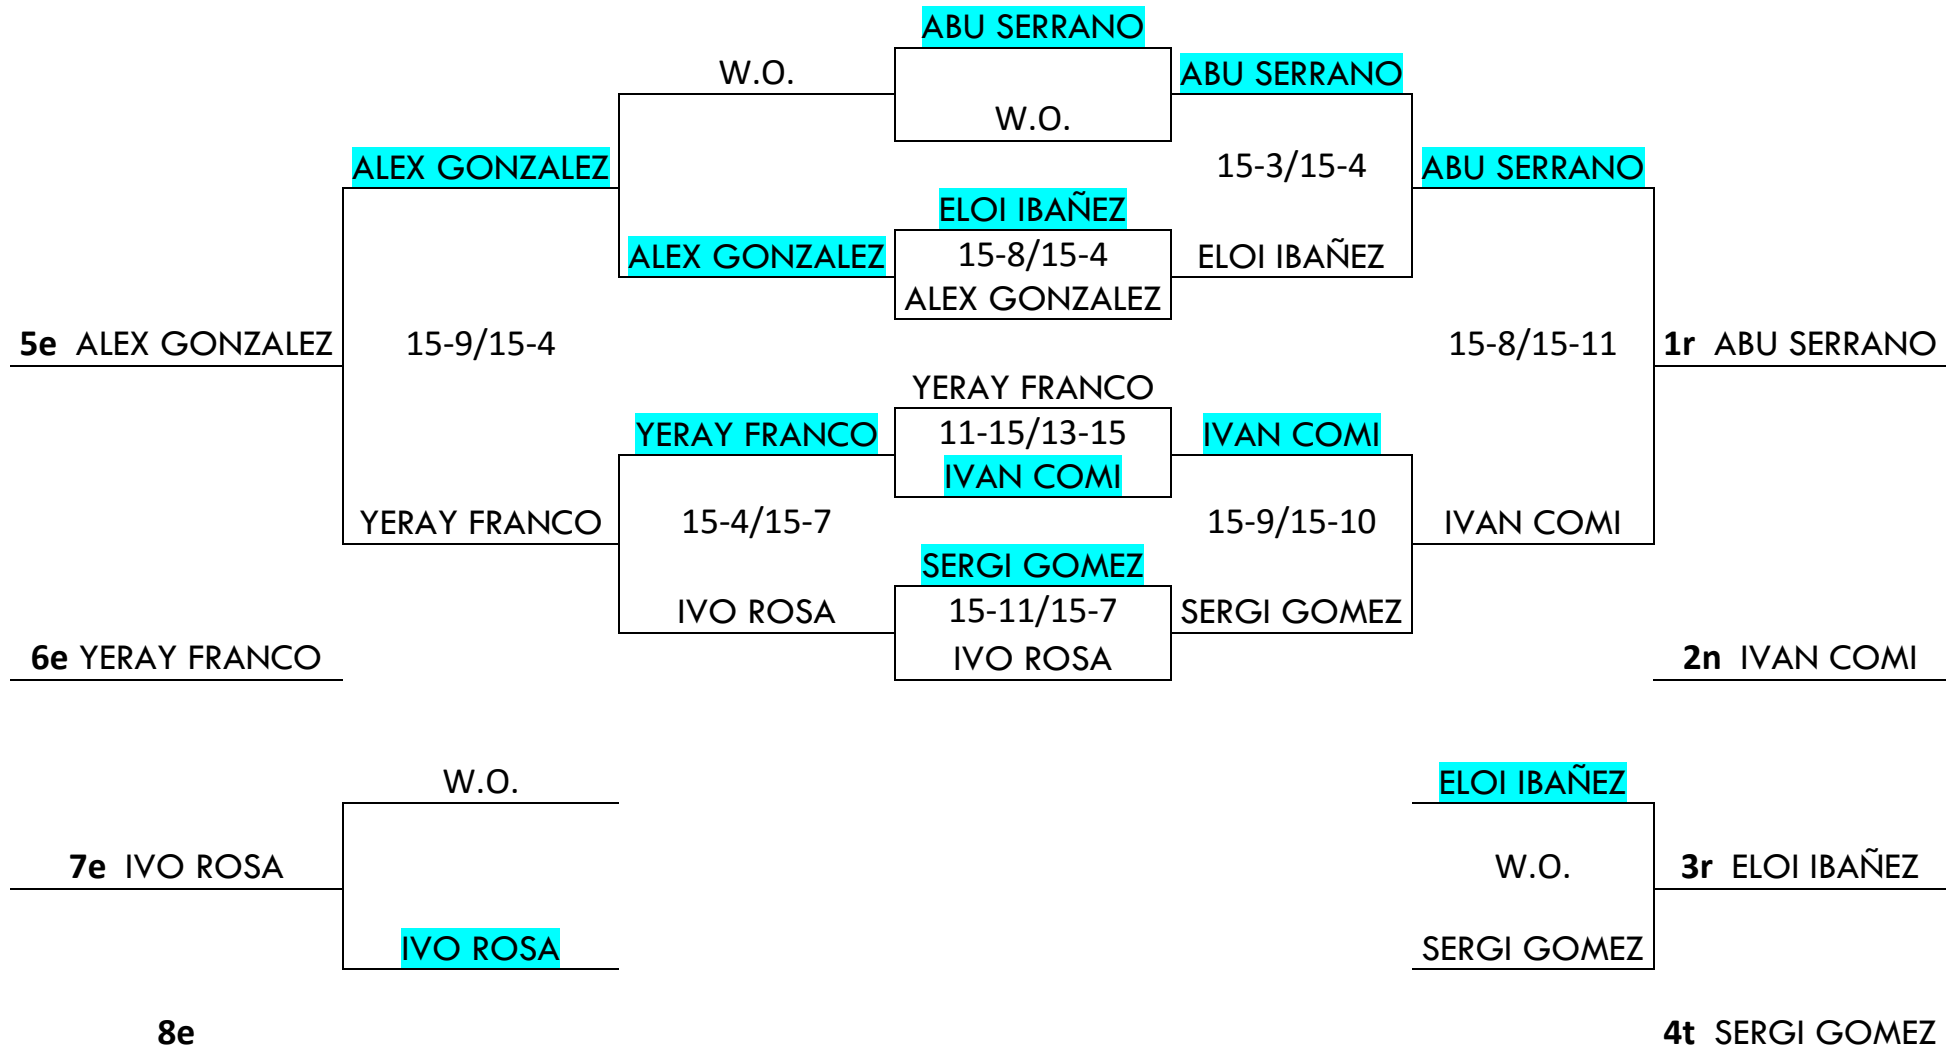 ABU SERRANO
W.O.
ABU SERRANO
W.O.
ALEX GONZALEZ
15-3/15-4
ABU SERRANO
ELOI IBAÑEZ
ALEX GONZALEZ
15-8/15-4
ELOI IBAÑEZ
ALEX GONZALEZ
5e ALEX GONZALEZ
15-9/15-4
15-8/15-11
1r ABU SERRANO
YERAY FRANCO
YERAY FRANCO
11-15/13-15
IVAN COMI
IVAN COMI
YERAY FRANCO
15-4/15-7
15-9/15-10
IVAN COMI
SERGI GOMEZ
IVO ROSA
15-11/15-7
SERGI GOMEZ
6e YERAY FRANCO
IVO ROSA
2n IVAN COMI
W.O.
ELOI IBAÑEZ
7e IVO ROSA
W.O.
3r ELOI IBAÑEZ
IVO ROSA
SERGI GOMEZ
8e
4t SERGI GOMEZ